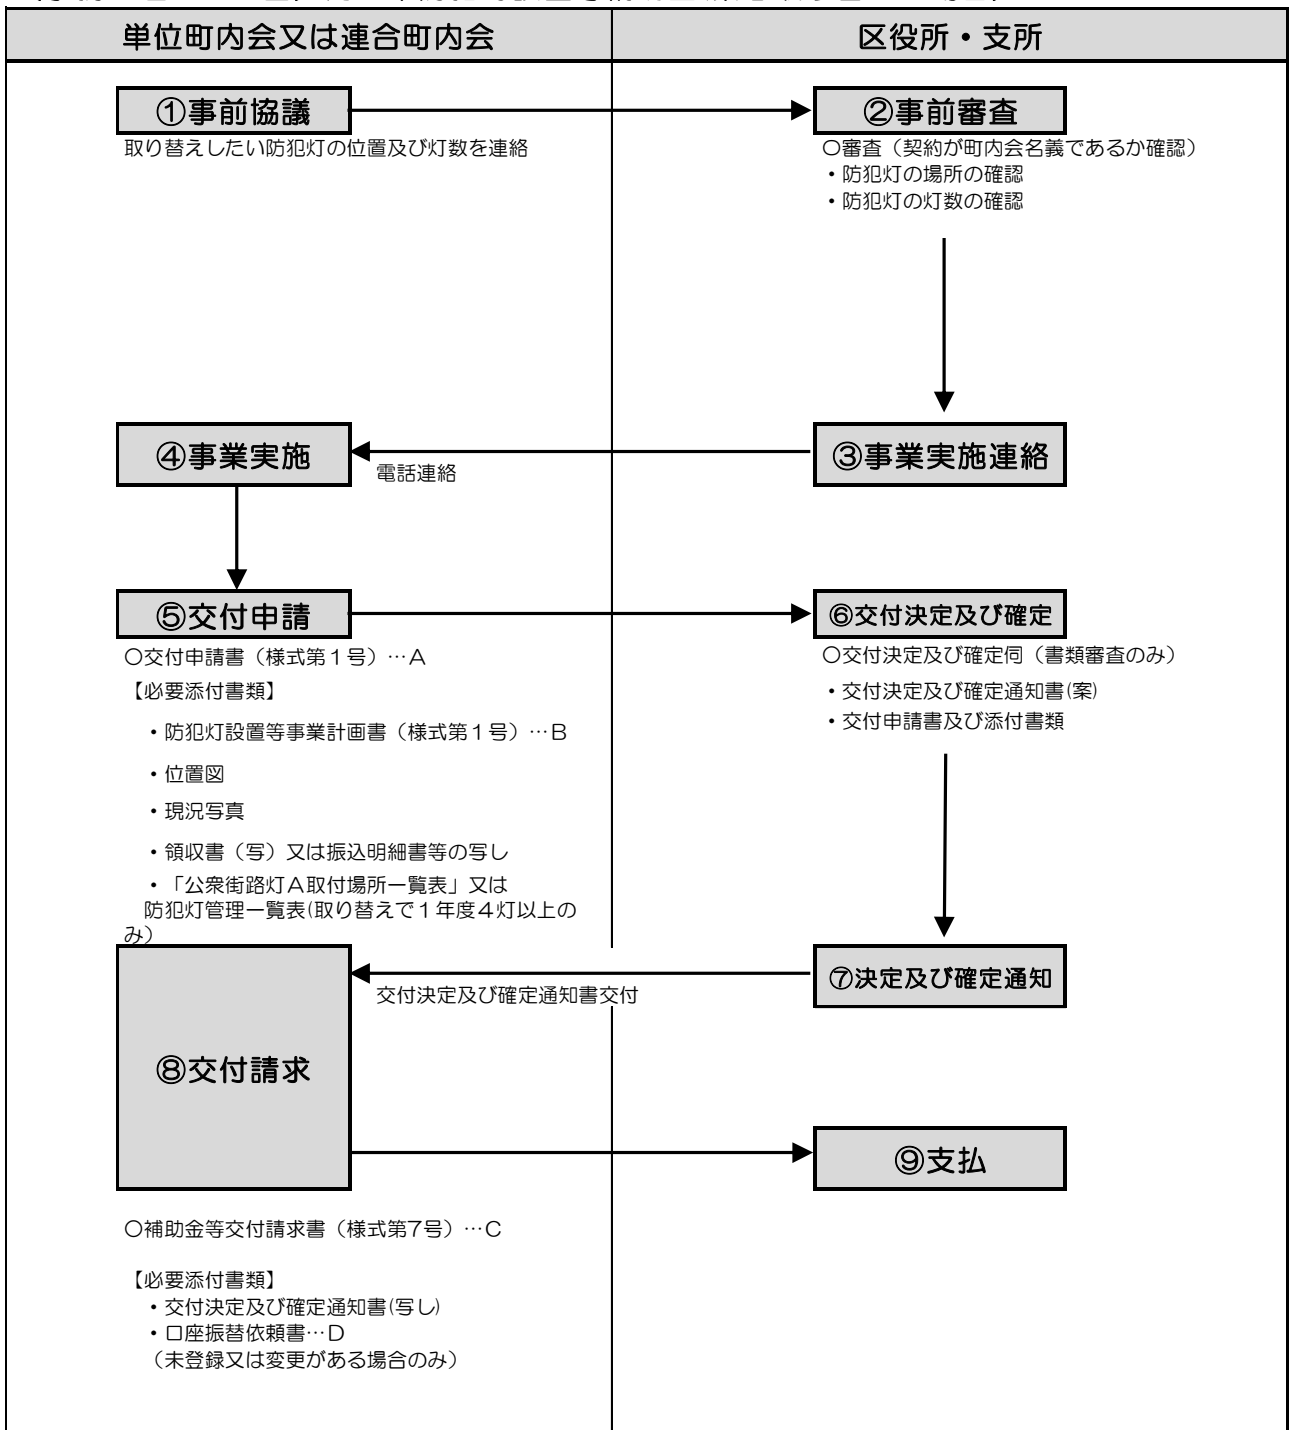 単位町内会又は連合町内会
区役所・支所
①事前協議
②事前審査
取り替えしたい防犯灯の位置及び灯数を連絡
〇審査（契約が町内会名義であるか確認）
・防犯灯の場所の確認
・防犯灯の灯数の確認
④事業実施
③事業実施連絡
電話連絡
⑤交付申請
⑥交付決定及び確定
〇交付申請書（様式第１号）…A
【必要添付書類】
・防犯灯設置等事業計画書（様式第１号）…B
・位置図
・現況写真
・領収書（写）又は振込明細書等の写し
・「公衆街路灯A取付場所一覧表」又は
防犯灯管理一覧表(取り替えで１年度４灯以上の
み）
〇交付決定及び確定伺（書類審査のみ）
・交付決定及び確定通知書(案)
・交付申請書及び添付書類
⑦決定及び確定通知
交付決定及び確定通知書交付
⑧交付請求
⑨支払
〇補助金等交付請求書（様式第7号）…C
【必要添付書類】
・交付決定及び確定通知書(写し)
・口座振替依頼書…D
（未登録又は変更がある場合のみ）